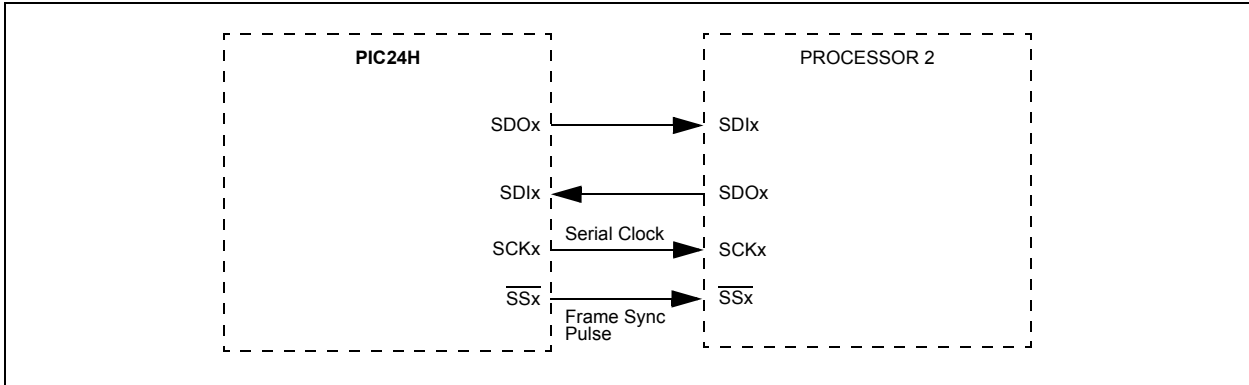 PIC24H
PROCESSOR 2
SDOx
SDIx
SDIx
SDOx
Serial Clock
SCKx
SCKx
SSx
SSx
Frame Sync
Pulse